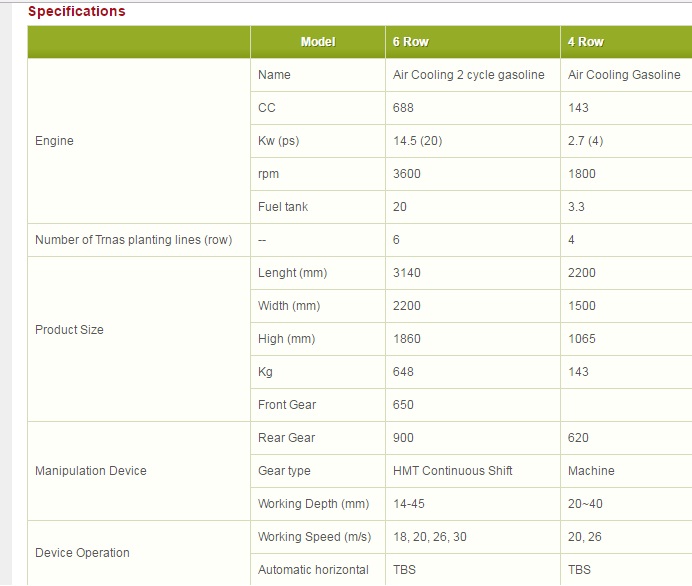 Specifications
Model 6 Row 4 Row
Name Air Cooling 2 cycle gasoline Air Cooling Gasoline
CC 688 143
Engine Kw (ps) 14.5 (20) 2.7 (4)
rpm 3600 1800
Fuel tank 20 3.3
Number of Trnas planting lines (row) -- 6 4
Lenght (mm) 3140 2200
Width (mm) 2200 1500
Product Size High (mm) 1860 1065
Kg 648 143
Front Gear 650
Rear Gear 900 620
Manipulation Device Gear type HMT Continuous Shift Machine
Working Depth (mm) 14-45 20~40
Working Speed (m/s) 18, 20, 26, 30 20, 26
Device Operation
Automatic horizontal TBS TBS